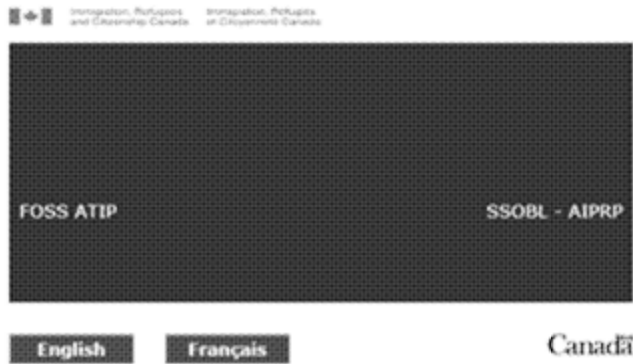 Immigration, Refugees Immigration, Réfugiés
and Citizenship Canada et Citoyenneté Canada
FOSS ATIP SSOBL - AIPRP
English Français
Canada